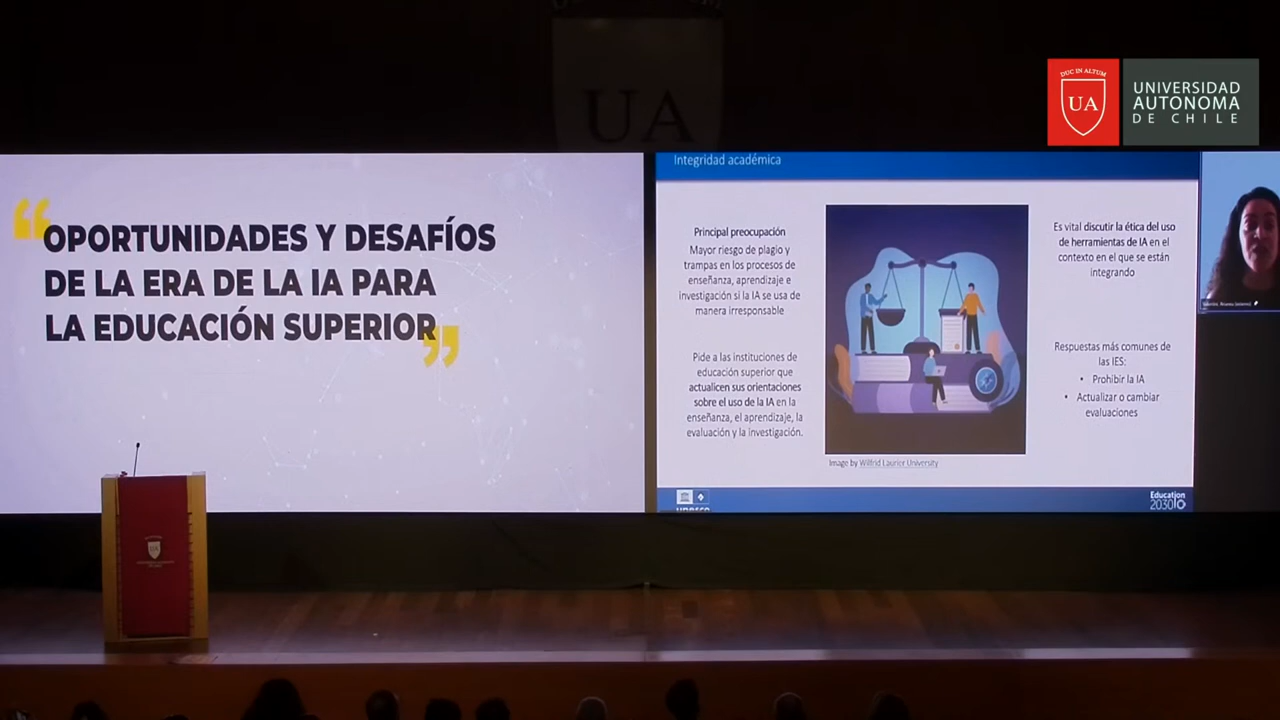 UA
DUC IN ALTUM
UA
UNIVERSIDAD
AUTONOMA
DE CHILE
“OPORTUNIDADES Y DESAFÍOS
DE LA ERA DE LA IA PARA
LA EDUCACIÓN SUPERIOR”
Integridad académica
Principal preocupación
Mayor riesgo de plagio y
trampas en los procesos de
enseñanza, aprendizaje e
investigación si la IA se usa de
manera irresponsable
Pide a las instituciones de
educación superior que
actualicen sus orientaciones
sobre el uso de la IA en la
enseñanza, el aprendizaje, la
evaluación y la investigación.
Image by Wilfrid Laurier University
Es vital discutir la ética del uso
de herramientas de IA en el
contexto en el que se están
integrando
Respuestas más comunes de
las IES:
• Prohibir la IA
• Actualizar o cambiar
evaluaciones
unesco
Education
2030
UA